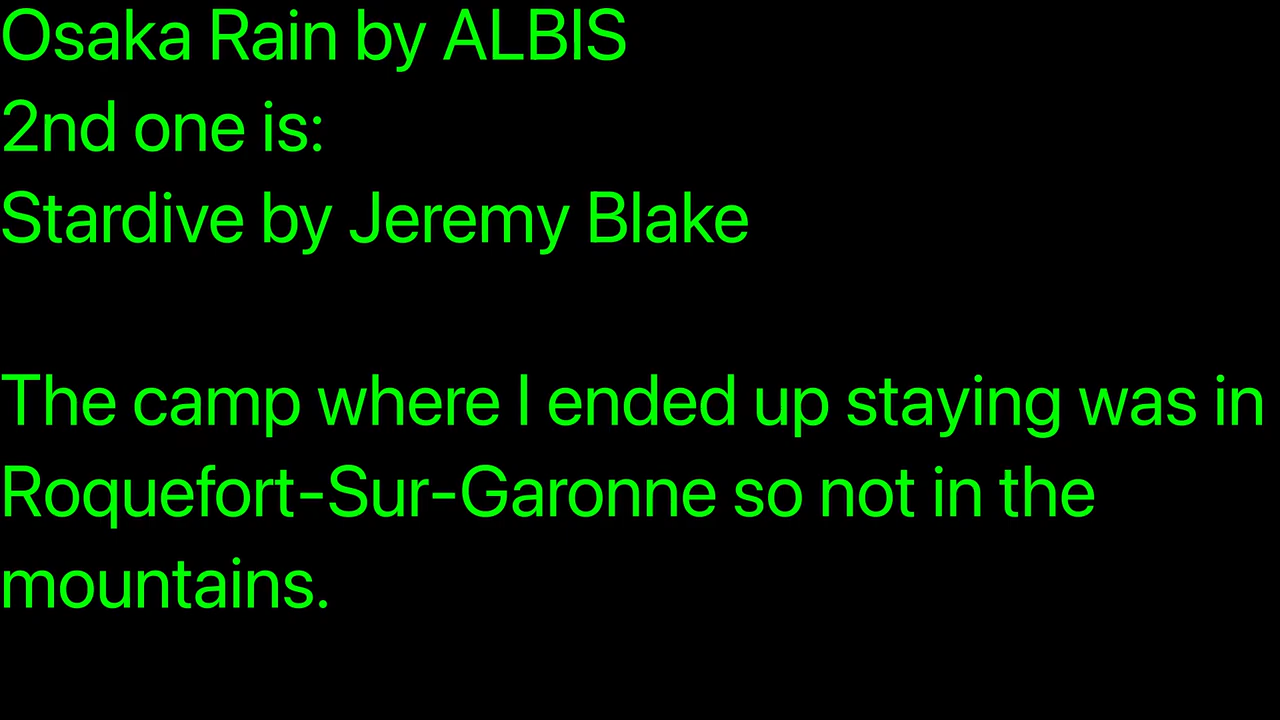 Osaka Rain by ALBIS
2nd one is:
Stardive by Jeremy Blake
The camp where I ended up staying was in
Roquefort-Sur-Garonne so not in the
mountains.